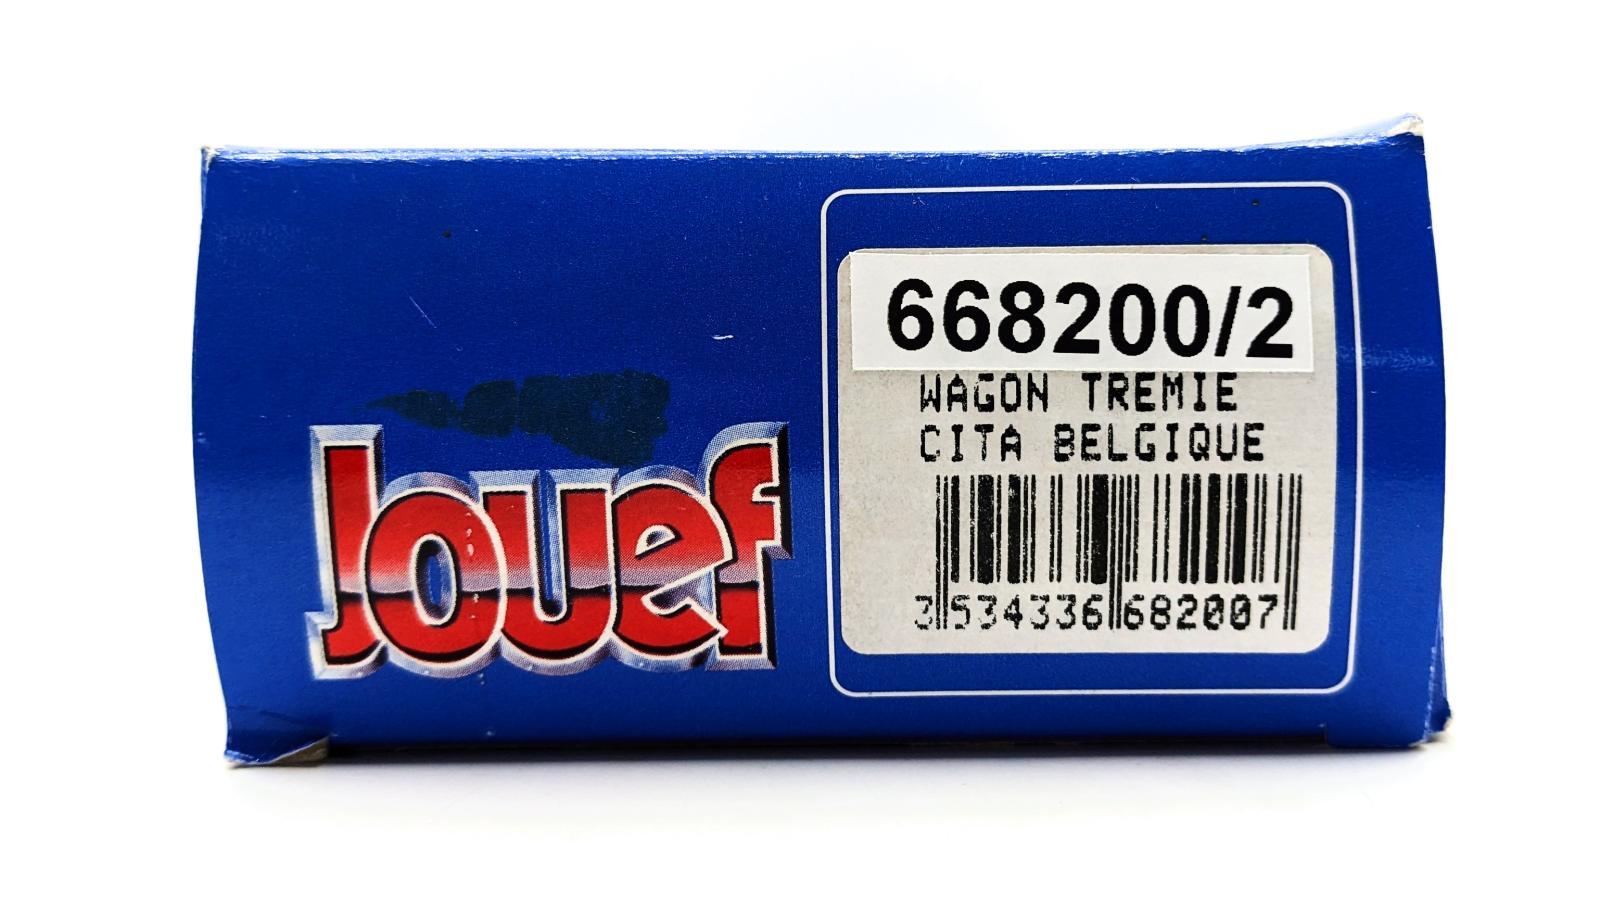 Jouef
668200/2
WAGON TREMIE
CITA BELGIQUE
3 534336 682007